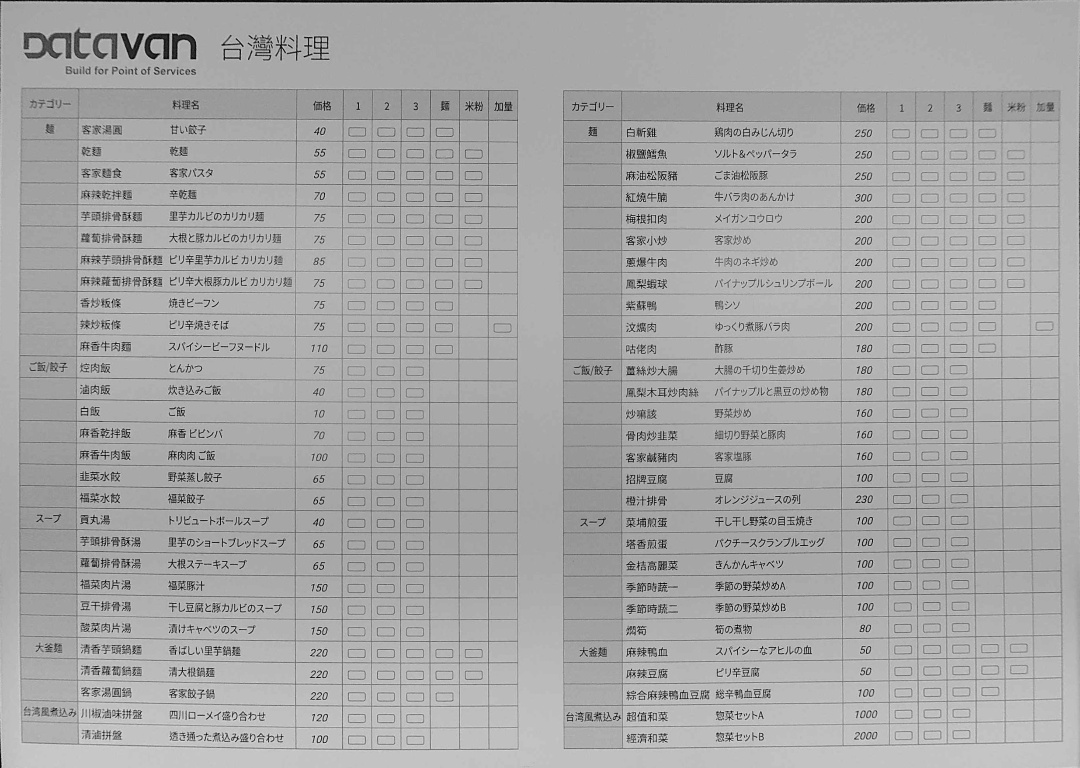 DATAVAN 台灣料理
Build for Point of Services
カテゴリー 料理名 価格 1 2 3 麵 米粉 加量
麺 客家湯圓 甘い餃子 40
乾麵 乾麺 55
客家麵食 客家パスタ 55
麻辣乾拌麵 辛乾麺 70
芋頭排骨酥麵 里芋カルビのカリカリ麺 75
蘿蔔排骨酥麵 大根と豚カルビのカリカリ麺 75
麻辣芋頭排骨酥麵 ピリ辛里芋カルビ カリカリ麺 85
麻辣蘿蔔排骨酥麵 ピリ辛大根豚カルビ カリカリ麺 75
香炒粄條 焼きビーフン 75
辣炒粄條 ピリ辛焼きそば 75
麻香牛肉麵 スパイシービーフヌードル 110
ご飯/餃子 焢肉飯 とんかつ 75
滷肉飯 炊き込みご飯 40
白飯 ご飯 10
麻香乾拌飯 麻香 ビビンバ 70
麻香牛肉飯 麻肉肉 ご飯 100
韭菜水餃 野菜蒸し餃子 65
福菜水餃 福菜餃子 65
スープ 貢丸湯 トリビュートボールスープ 40
芋頭排骨酥湯 里芋のショートブレッドスープ 65
蘿蔔排骨酥湯 大根ステーキスープ 65
福菜肉片湯 福菜豚汁 150
豆干排骨湯 干し豆腐と豚カルビのスープ 150
酸菜肉片湯 漬けキャベツのスープ 150
大釜麺 清香芋頭鍋麵 香ばしい里芋鍋麺 220
清香蘿蔔鍋麵 清大根鍋麺 220
客家湯圓鍋 客家餃子鍋 220
台湾風煮込み 川椒滷味拼盤 四川ローメイ盛り合わせ 120
清滷拼盤 透き通った煮込み盛り合わせ 100
カテゴリー 料理名 価格 1 2 3 麵 米粉 加量
麺 白斬雞 鶏肉の白みじん切り 250
椒鹽鱈魚 ソルト&ペッパータラ 250
麻油松阪豬 ごま油松阪豚 250
紅燒牛腩 牛バラ肉のあんかけ 300
梅根扣肉 メイガンコウロウ 200
客家小炒 客家炒め 200
蔥爆牛肉 牛肉のネギ炒め 200
鳳梨蝦球 パイナップルシュリンプボール 200
紫蘇鴨 鴨シソ 200
汶爌肉 ゆっくり煮豚バラ肉 200
咕佬肉 酢豚 180
ご飯/餃子 薑絲炒大腸 大腸の千切り生姜炒め 180
鳳梨木耳炒肉絲 パイナップルと黒豆の炒め物 180
炒嘛該 野菜炒め 160
骨肉炒韭菜 細切り野菜と豚肉 160
客家鹹豬肉 客家塩豚 160
招牌豆腐 豆腐 100
橙汁排骨 オレンジジュースの列 230
スープ 菜埔煎蛋 干し干し野菜の目玉焼き 100
塔香煎蛋 パクチースクランブルエッグ 100
金桔高麗菜 きんかんキャベツ 100
季節時蔬一 季節の野菜炒めA 100
季節時蔬二 季節の野菜炒めB 100
燜筍 筍の煮物 80
大釜麺 麻辣鴨血 スパイシーなアヒルの血 50
麻辣豆腐 ピリ辛豆腐 50
綜合麻辣鴨血豆腐 総辛鴨血豆腐 100
台湾風煮込み 超值和菜 惣菜セットA 1000
經濟和菜 惣菜セットB 2000